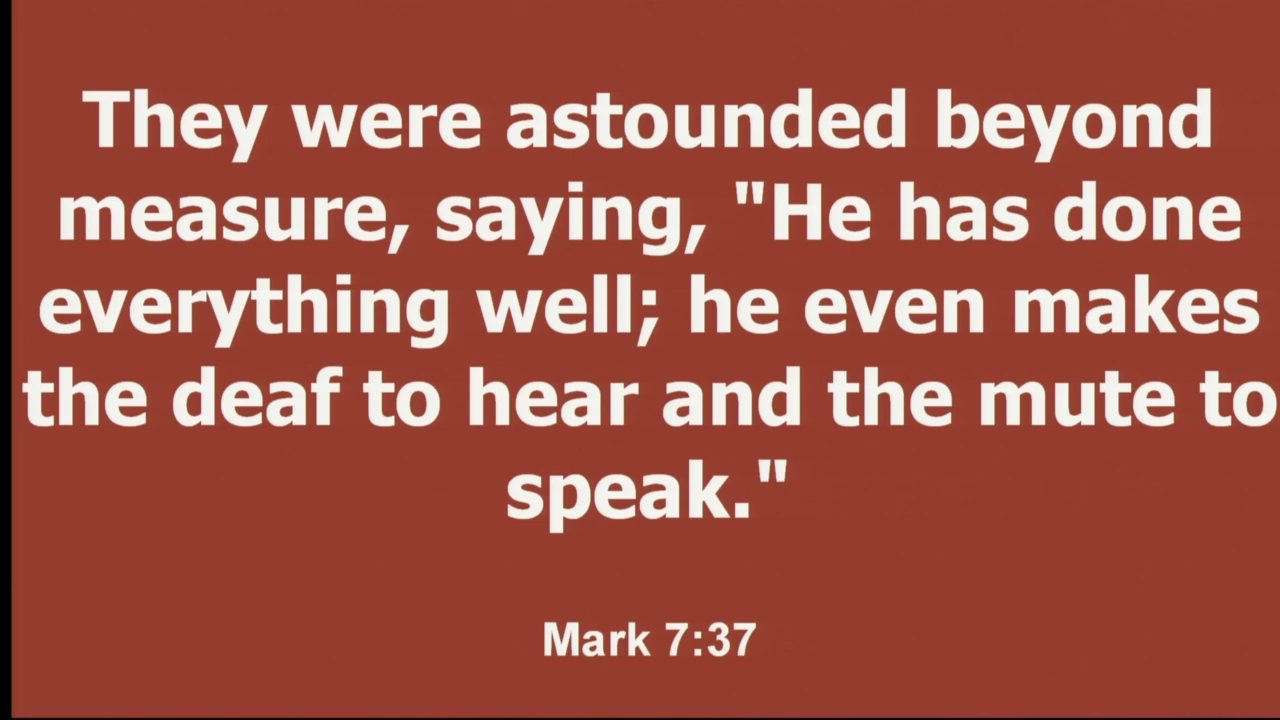 They were astounded beyond
measure, saying, "He has done
everything well; he even makes
the deaf to hear and the mute to
speak."
Mark 7:37